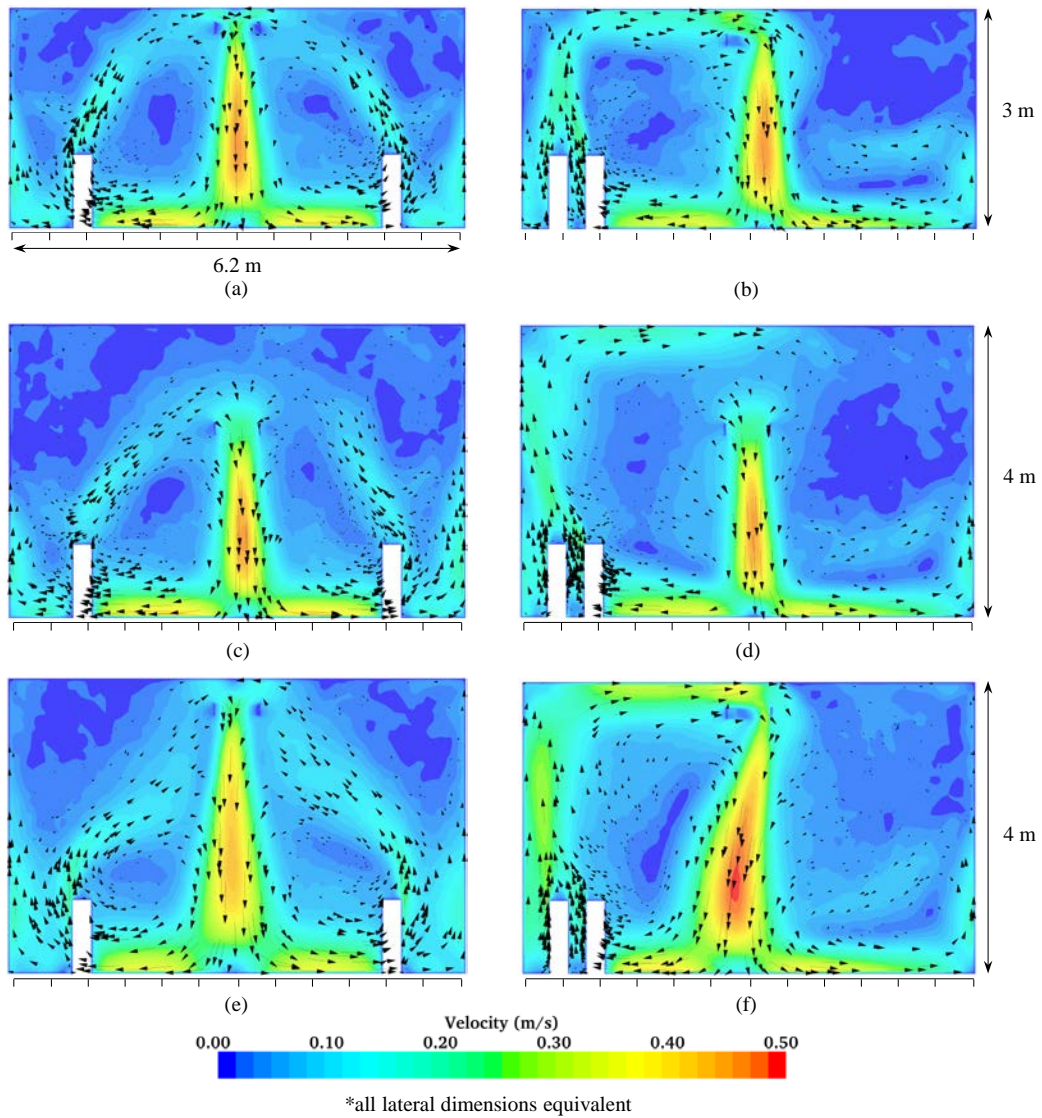 3 m
6.2 m
(a)
(b)
4 m
(c)
(d)
4 m
(e)
(f)
Velocity (m/s)
0.00 0.10 0.20 0.30 0.40 0.50
*all lateral dimensions equivalent